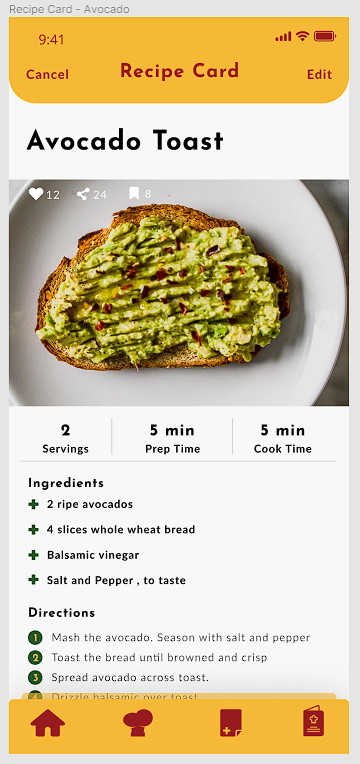 Recipe Card - Avocado
9:41
Cancel Recipe Card Edit
Avocado Toast
12 24 8
2 5 min 5 min
Servings Prep Time Cook Time
Ingredients
2 ripe avocados
4 slices whole wheat bread
Balsamic vinegar
Salt and Pepper , to taste
Directions
1 Mash the avocado. Season with salt and pepper
2 Toast the bread until browned and crisp
3 Spread avocado across toast.
4 Drizzle balsamic over toast